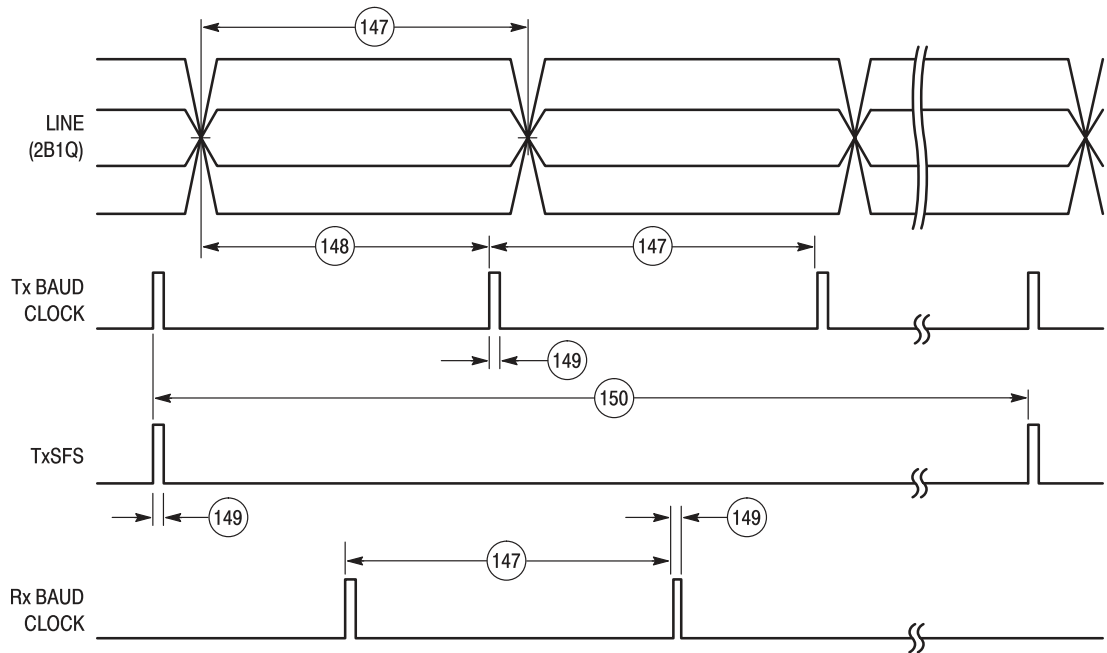 147
LINE
(2B1Q)
148
147
Tx BAUD
CLOCK
149
150
TxSFS
149
149
147
Rx BAUD
CLOCK